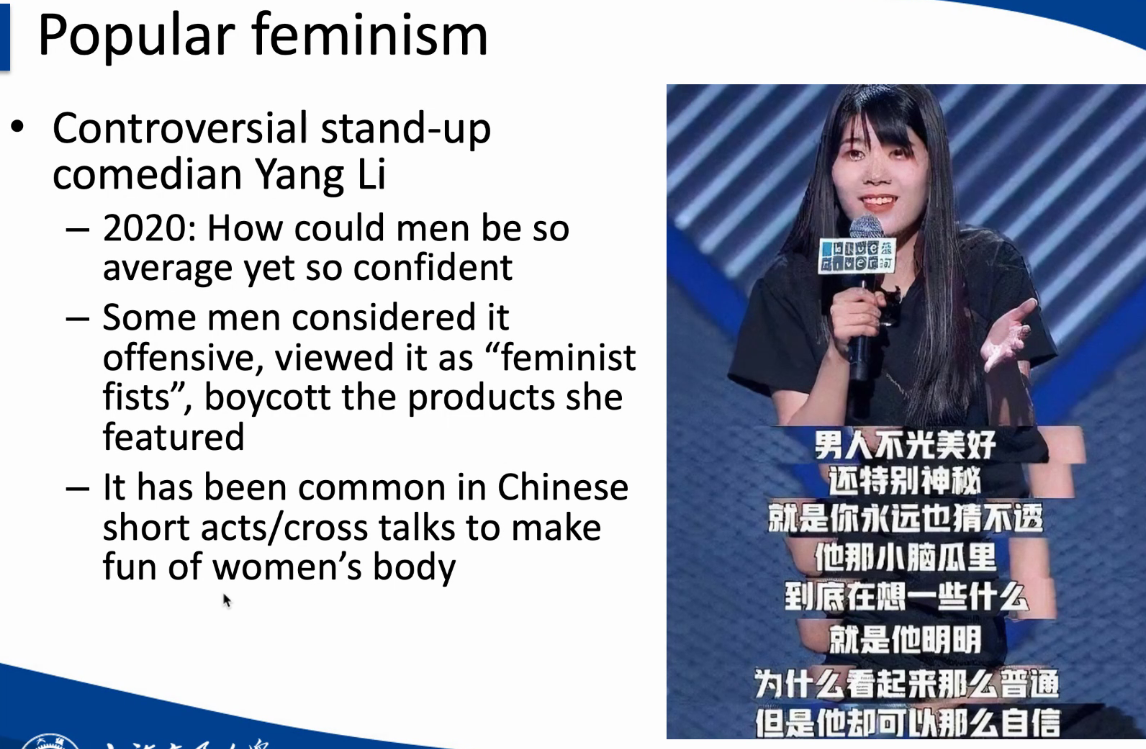 Popular feminism
• Controversial stand-up
comedian Yang Li
– 2020: How could men be so
average yet so confident
– Some men considered it
offensive, viewed it as “feminist
fists”, boycott the products she
featured
– It has been common in Chinese
short acts/cross talks to make
fun of women’s body
blue
river
男人不光美好
还特别神秘
就是你永远也猜不透
他那小脑瓜里
到底在想一些什么
就是他明明
为什么看起来那么普通
但是他却可以那么自信